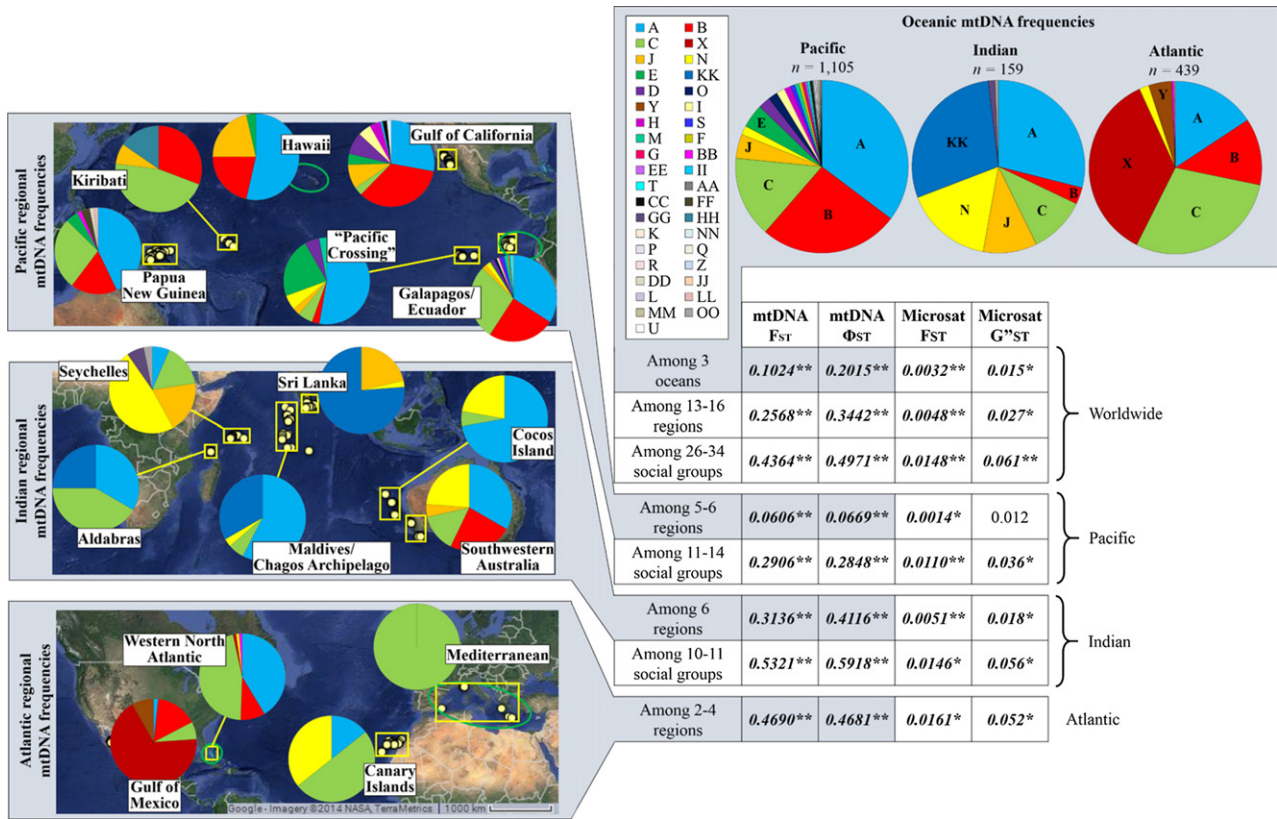 Oceanic mtDNA frequencies
A B
C X
J N
E KK
D O
Y I
H S
M F
G BB
EE II
T AA
CC FF
GG HH
K NN
P Q
R Z
DD JJ
L LL
MM OO
U
Pacific
n = 1,105
A
B
C
J
E
Indian
n = 159
A
B
C
J
N
KK
Atlantic
n = 439
A
B
C
X
Y
Pacific regional
mtDNA frequencies
Kiribati
Hawaii
Gulf of California
Papua
New Guinea
“Pacific
Crossing”
Galapagos/
Ecuador
Indian regional
mtDNA frequencies
Seychelles
Sri Lanka
Cocos
Island
Aldabras
Maldives/
Chagos Archipelago
Southwestern
Australia
Atlantic regional
mtDNA frequencies
Western North
Atlantic
Mediterranean
Gulf of
Mexico
Canary
Islands
Google - Imagery ©2014 NASA, TerraMetrics 1000 km
mtDNA FST mtDNA ΦST Microsat FST Microsat G”ST
Among 3 oceans 0.1024** 0.2015** 0.0032** 0.015*
Among 13-16 regions 0.2568** 0.3442** 0.0048** 0.027*
Among 26-34 social groups 0.4364** 0.4971** 0.0148** 0.061**
Worldwide
Among 5-6 regions 0.0606** 0.0669** 0.0014* 0.012
Among 11-14 social groups 0.2906** 0.2848** 0.0110** 0.036*
Pacific
Among 6 regions 0.3136** 0.4116** 0.0051** 0.018*
Among 10-11 social groups 0.5321** 0.5918** 0.0146* 0.056*
Indian
Among 2-4 regions 0.4690** 0.4681** 0.0161* 0.052*
Atlantic